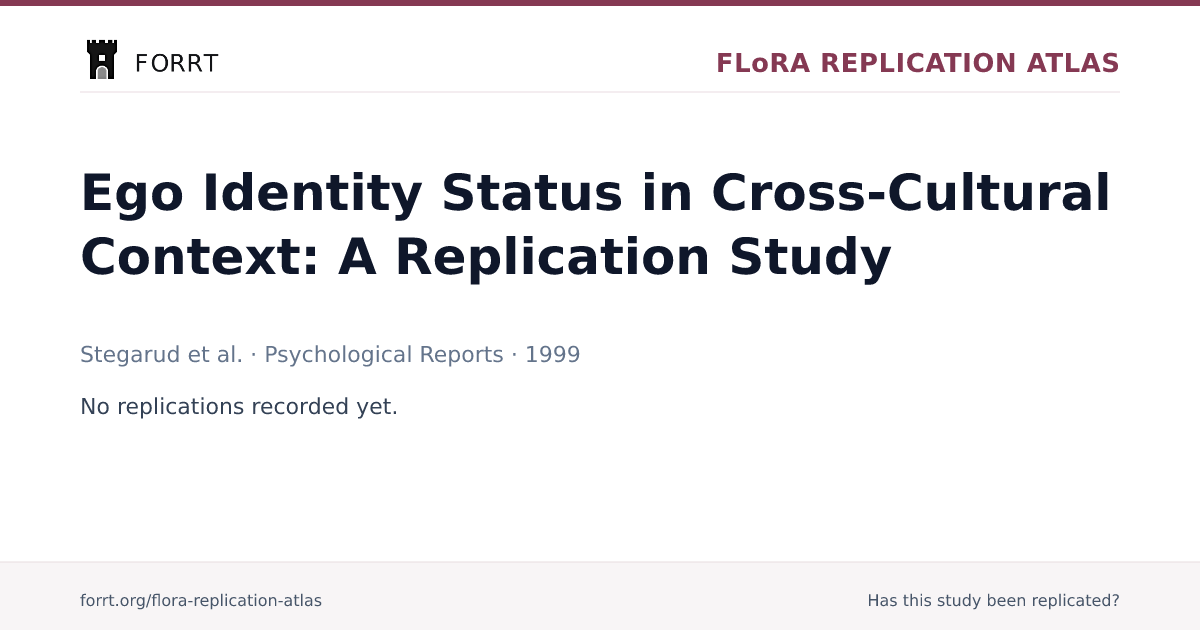 FORRT
FLoRA REPLICATION ATLAS
Ego Identity Status in Cross-Cultural
Context: A Replication Study
Stegarud et al. · Psychological Reports · 1999
No replications recorded yet.
forrt.org/flora-replication-atlas
Has this study been replicated?